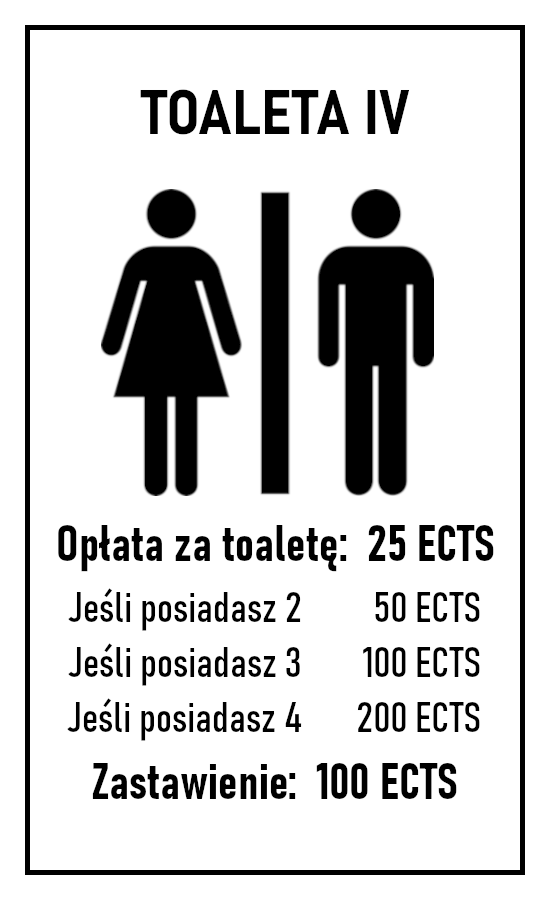 TOALETA IV
Opłata za toaletę: 25 ECTS
Jeśli posiadasz 2 50 ECTS
Jeśli posiadasz 3 100 ECTS
Jeśli posiadasz 4 200 ECTS
Zastawienie: 100 ECTS